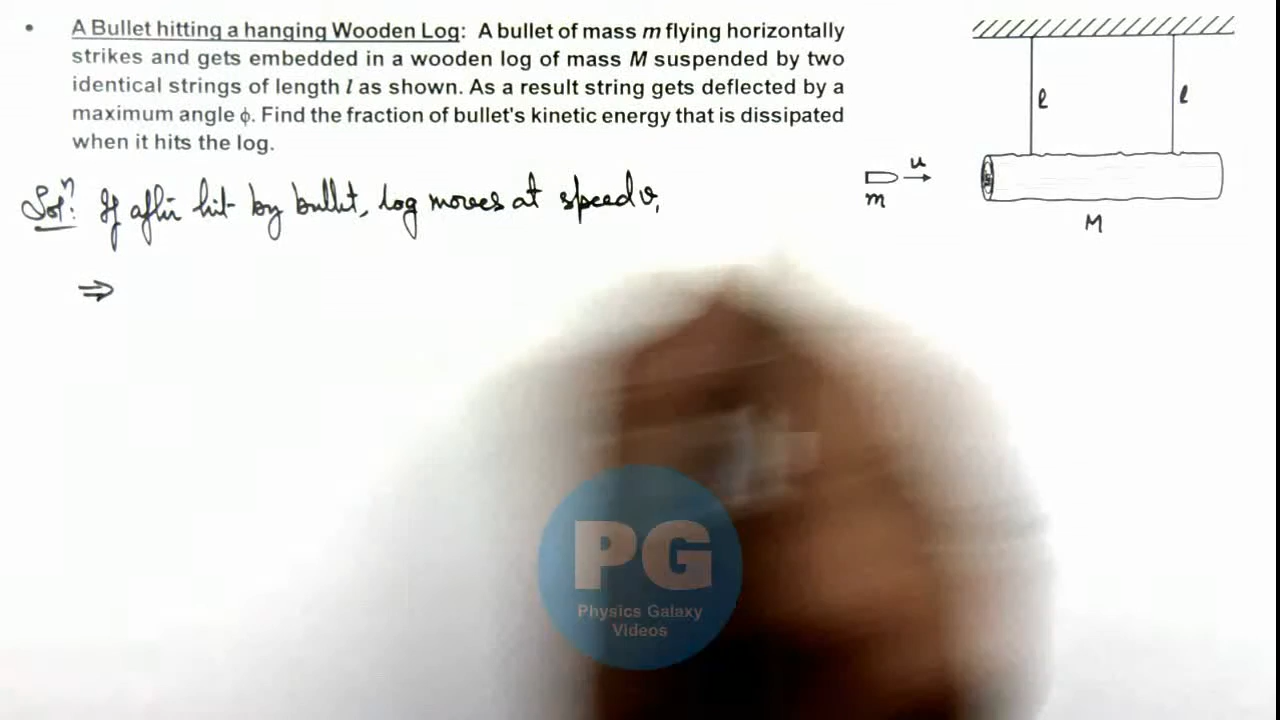 • A Bullet hitting a hanging Wooden Log: A bullet of mass m flying horizontally
strikes and gets embedded in a wooden log of mass M suspended by two
identical strings of length l as shown. As a result string gets deflected by a
maximum angle ϕ. Find the fraction of bullet's kinetic energy that is dissipated
when it hits the log.
ℓ
ℓ
u
m
M
Solⁿ: If after hit by bullet, log moves at speed v,
⇒
PG
Physics Galaxy
Videos